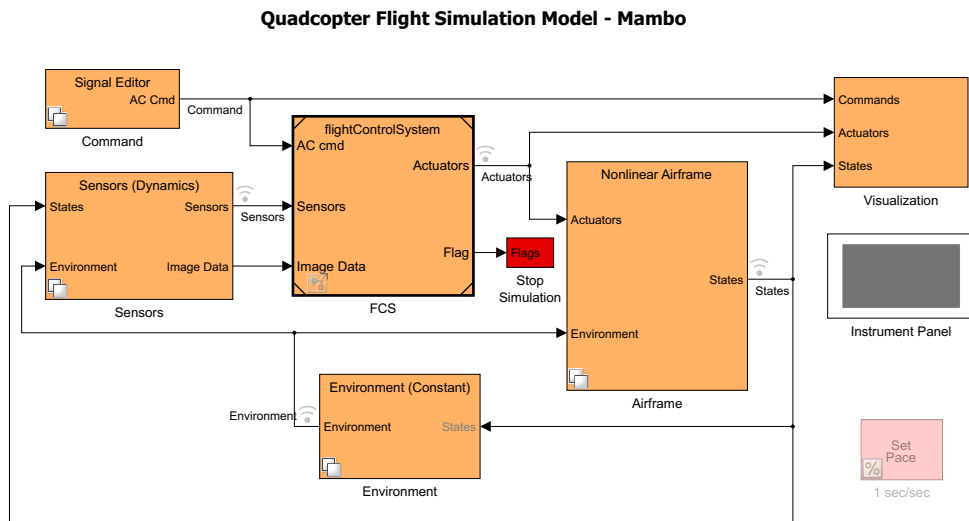 Quadcopter Flight Simulation Model - Mambo
Signal Editor
AC Cmd
Command
Command
flightControlSystem
AC cmd
Actuators
Sensors
Flag
Image Data
FCS
Actuators
Sensors (Dynamics)
States
Sensors
Environment
Image Data
Sensors
Sensors
Flags
Stop
Simulation
Nonlinear Airframe
Actuators
States
Environment
Airframe
States
Commands
Actuators
States
Visualization
Instrument Panel
Environment (Constant)
Environment
States
Environment
Environment
Set
Pace
%
1 sec/sec